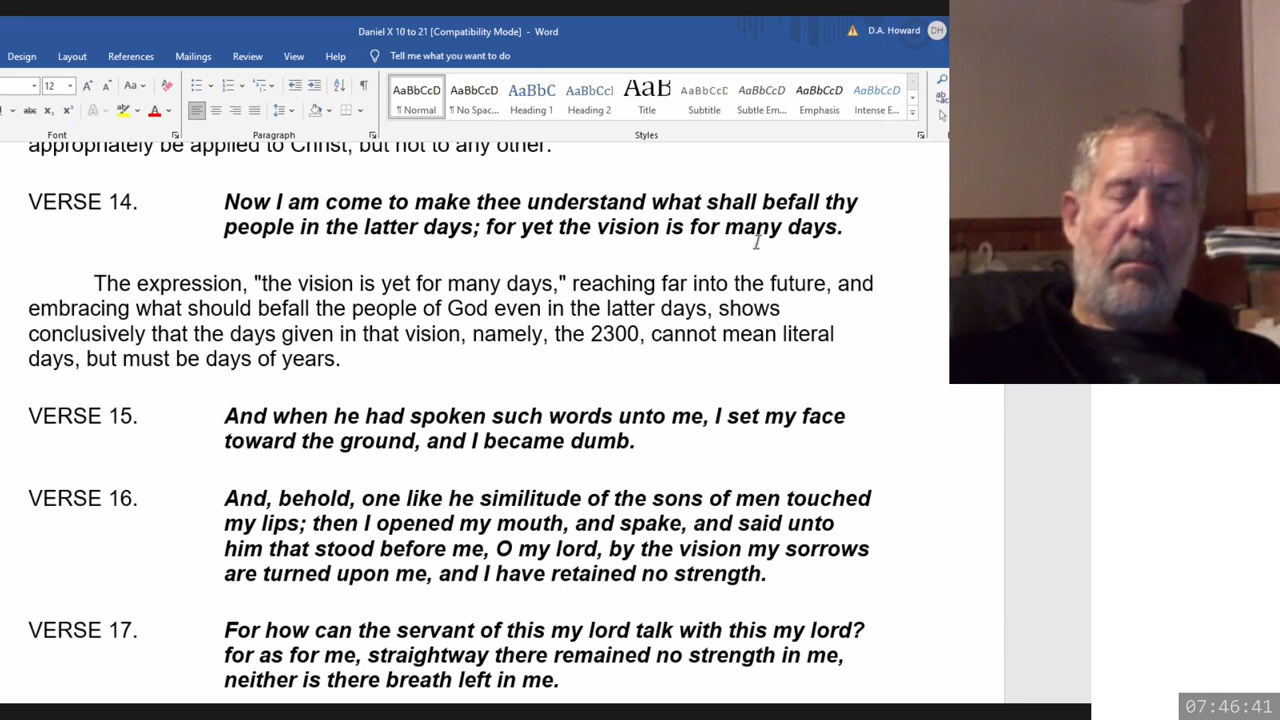 Daniel X 10 to 21 [Compatibility Mode] - Word
D.A. Howard
DH
Design Layout References Mailings Review View Help Tell me what you want to do
12 Aa
AaBbCcD AaBbCcD AaBbC AaBbCcI AaB AaBbCcD AaBbCcD AaBbCcD AaBbCcD
¶ Normal ¶ No Spac... Heading 1 Heading 2 Title Subtitle Subtle Em... Emphasis Intense E...
Font Paragraph Styles
appropriately be applied to Christ, but not to any other.
VERSE 14. Now I am come to make thee understand what shall befall thy
people in the latter days; for yet the vision is for many days.
The expression, "the vision is yet for many days," reaching far into the future, and
embracing what should befall the people of God even in the latter days, shows
conclusively that the days given in that vision, namely, the 2300, cannot mean literal
days, but must be days of years.
VERSE 15. And when he had spoken such words unto me, I set my face
toward the ground, and I became dumb.
VERSE 16. And, behold, one like he similitude of the sons of men touched
my lips; then I opened my mouth, and spake, and said unto
him that stood before me, O my lord, by the vision my sorrows
are turned upon me, and I have retained no strength.
VERSE 17. For how can the servant of this my lord talk with this my lord?
for as for me, straightway there remained no strength in me,
neither is there breath left in me.
07:46:41